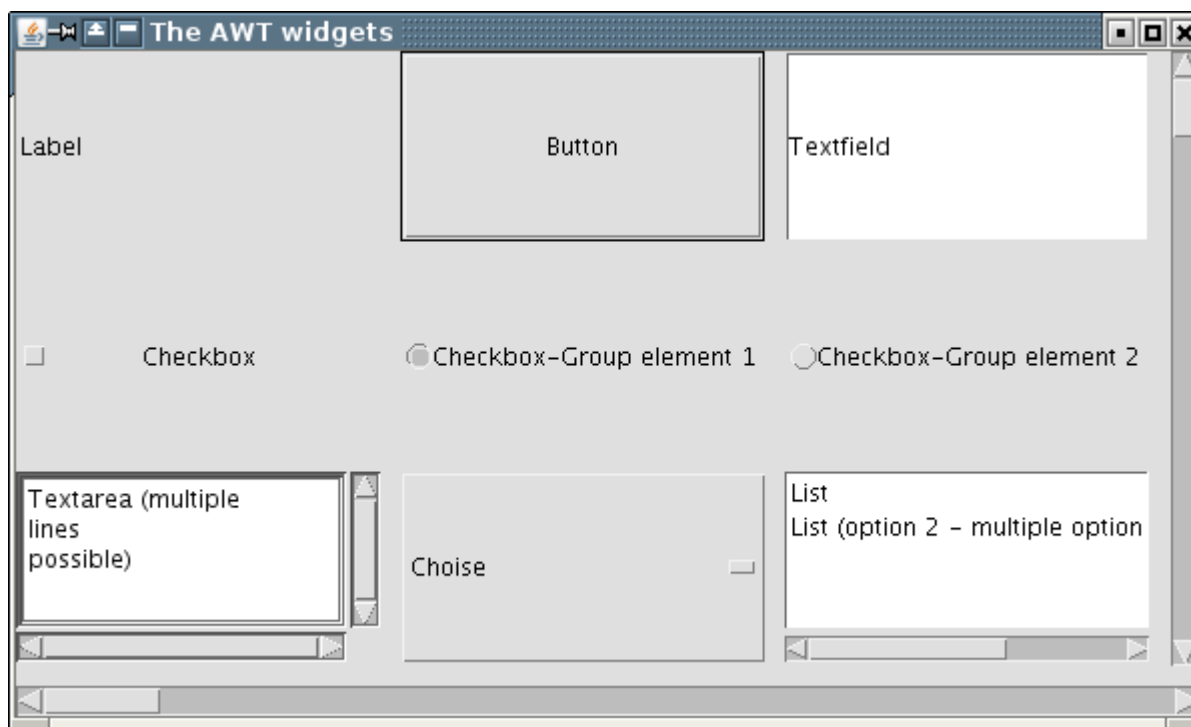 The AWT widgets
Label
Button
Textfield
Checkbox
Checkbox-Group element 1
Checkbox-Group element 2
Textarea (multiple
lines
possible)
Choise
List
List (option 2 - multiple option